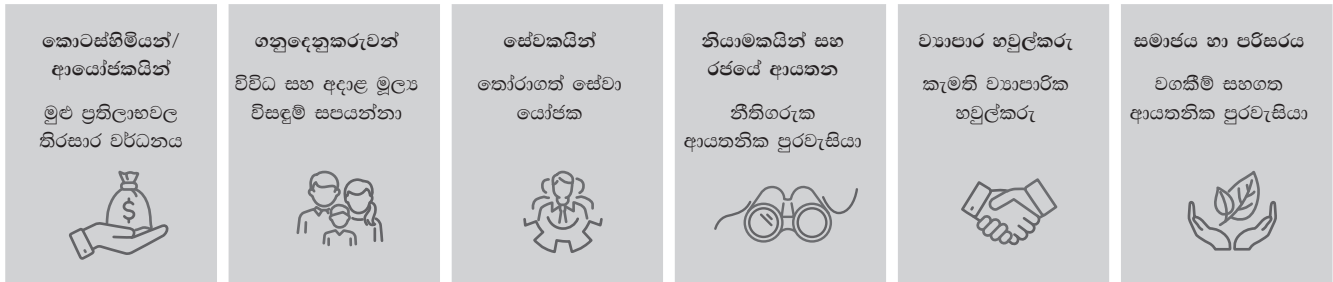 කොටස්හිමියන්/
ආයෝජකයින්
මුළු ප්‍රතිලාභවල
තිරසාර වර්ධනය
ගනුදෙනුකරුවන්
විවිධ සහ අදාළ මූල්‍ය
විසඳුම් සපයන්නා
සේවකයින්
තෝරාගත් සේවා
යෝජක
නියාමකයින් සහ
රජයේ ආයතන
නීතිගරුක
ආයතනික පුරවැසියා
ව්‍යාපාර හවුල්කරු
කැමති ව්‍යාපාරික
හවුල්කරු
සමාජය හා පරිසරය
වගකීම් සහගත
ආයතනික පුරවැසියා
$